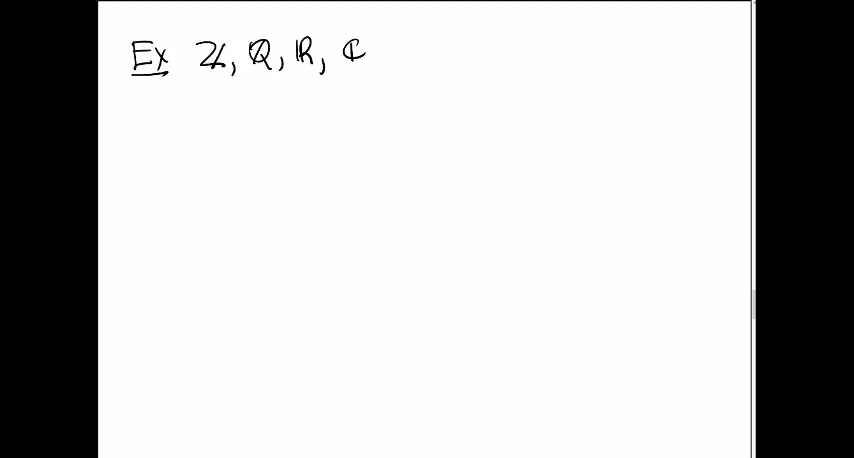 Ex ℤ, ℚ, ℝ, ℂ